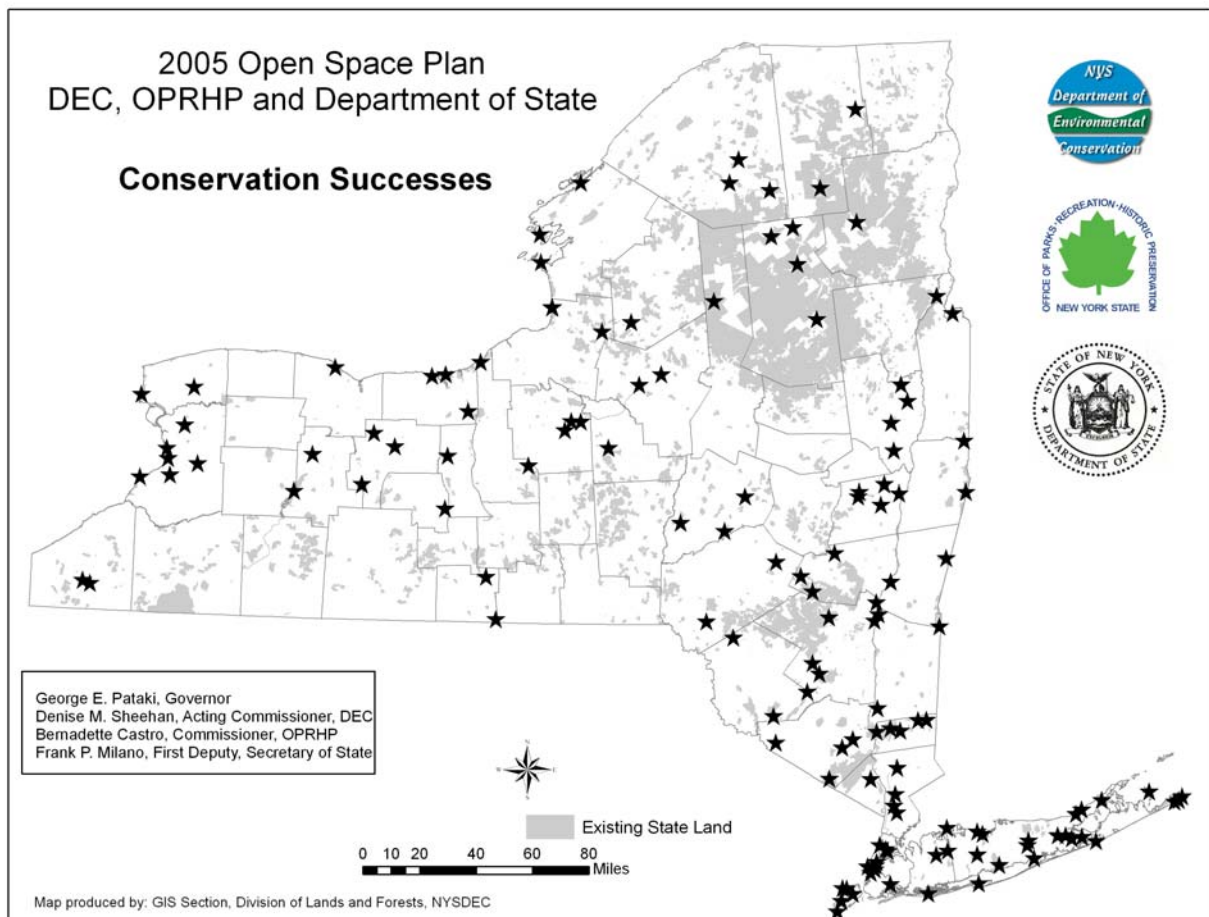 2005 Open Space Plan
DEC, OPRHP and Department of State
Conservation Successes
NYS
Department of
Environmental
Conservation
OFFICE OF PARKS·RECREATION·HISTORIC PRESERVATION
NEW YORK STATE
STATE OF NEW YORK
DEPARTMENT OF STATE
George E. Pataki, Governor
Denise M. Sheehan, Acting Commissioner, DEC
Bernadette Castro, Commissioner, OPRHP
Frank P. Milano, First Deputy, Secretary of State
N
W E
S
Existing State Land
0 5 10 20 40 60 80
Miles
Map produced by: GIS Section, Division of Lands and Forests, NYSDEC